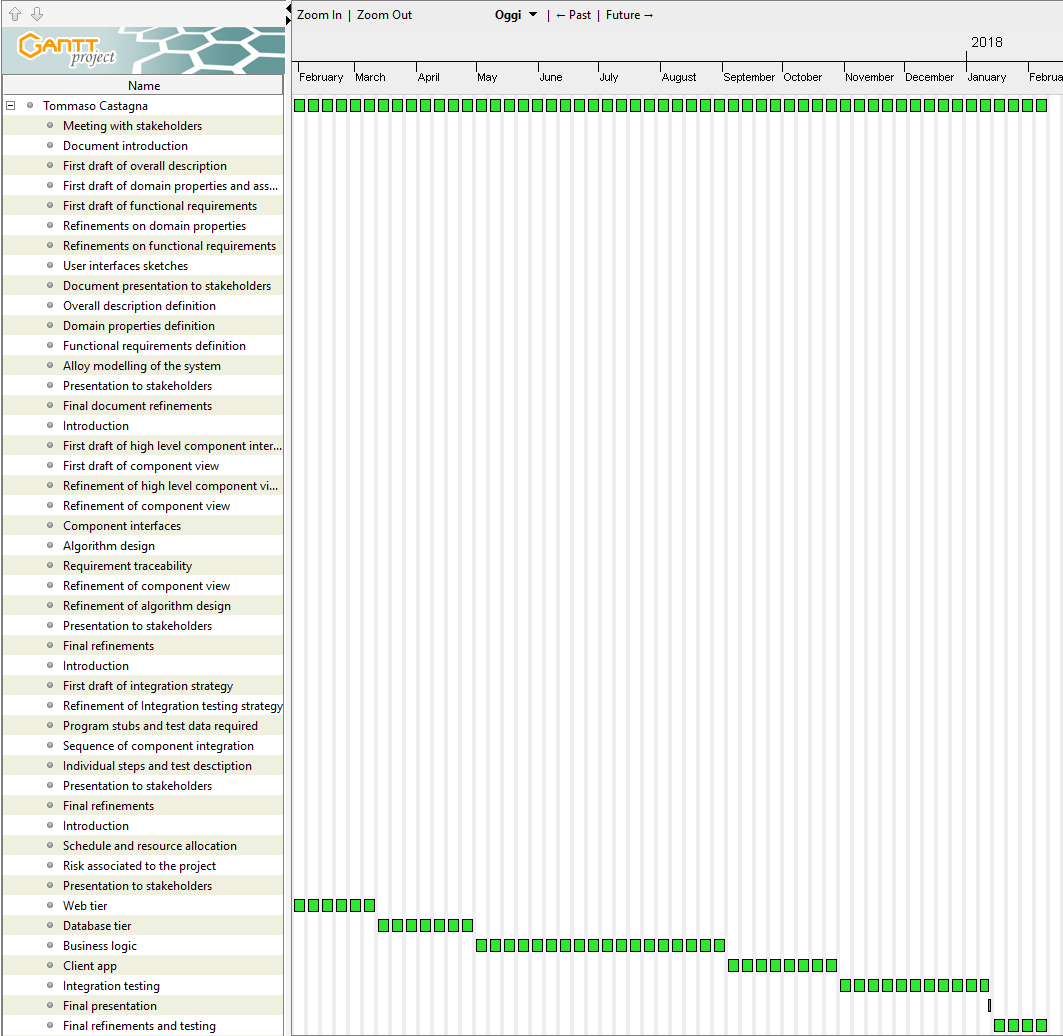 Zoom In | Zoom Out Oggi | ←Past | Future→
GANTT
project
2018
February March April May June July August September October November December January Februa
Name
Tommaso Castagna
Meeting with stakeholders
Document introduction
First draft of overall description
First draft of domain properties and ass...
First draft of functional requirements
Refinements on domain properties
Refinements on functional requirements
User interfaces sketches
Document presentation to stakeholders
Overall description definition
Domain properties definition
Functional requirements definition
Alloy modelling of the system
Presentation to stakeholders
Final document refinements
Introduction
First draft of high level component inter...
First draft of component view
Refinement of high level component vi...
Refinement of component view
Component interfaces
Algorithm design
Requirement traceability
Refinement of component view
Refinement of algorithm design
Presentation to stakeholders
Final refinements
Introduction
First draft of integration strategy
Refinement of Integration testing strategy
Program stubs and test data required
Sequence of component integration
Individual steps and test desctiption
Presentation to stakeholders
Final refinements
Introduction
Schedule and resource allocation
Risk associated to the project
Presentation to stakeholders
Web tier
Database tier
Business logic
Client app
Integration testing
Final presentation
Final refinements and testing